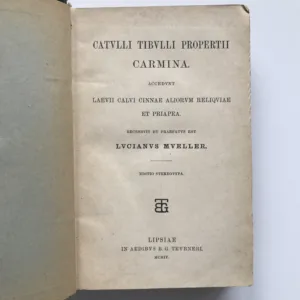 CATVLLI TIBVLLI PROPERTII
CARMINA.
ACCEDVNT
LAEVII CALVI CINNAE ALIORVM RELIQVIAE
ET PRIAPEA.
RECENSVIT ET PRAEFATVS EST
LVCIANVS MVELLER.
EDITIO STEREOTYPA.
LIPSIAE
IN AEDIBVS B. G. TEVBNERI.